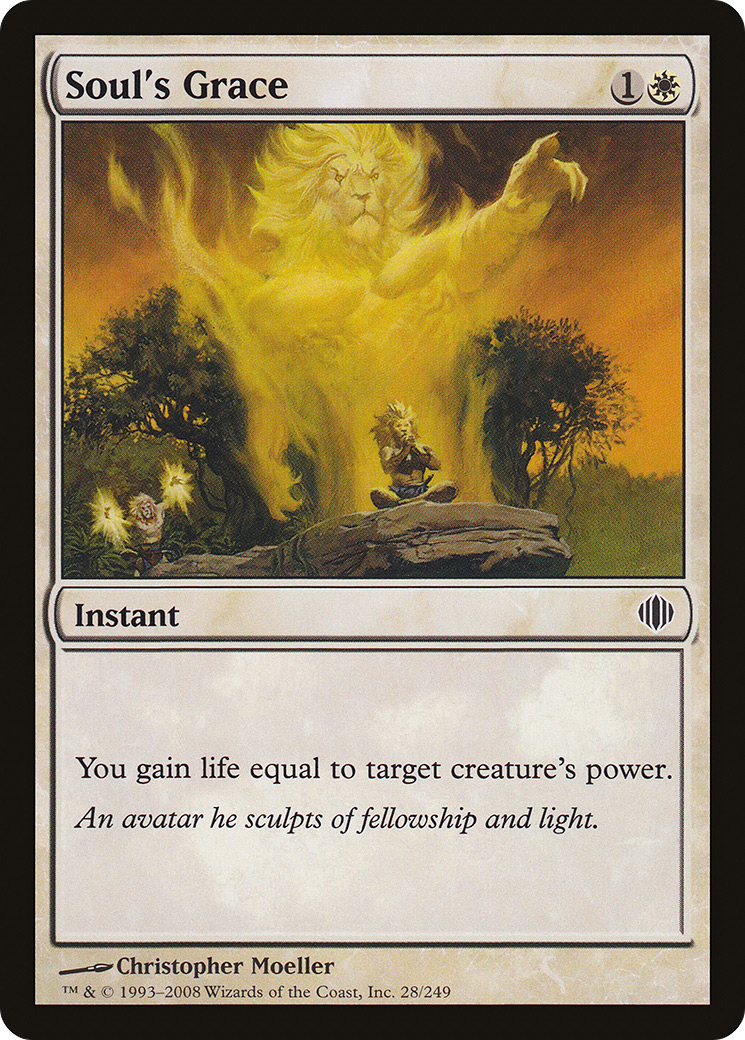 Soul's Grace 1
Instant
You gain life equal to target creature's power.
An avatar he sculpts of fellowship and light.
Christopher Moeller
™ & © 1993–2008 Wizards of the Coast, Inc. 28/249